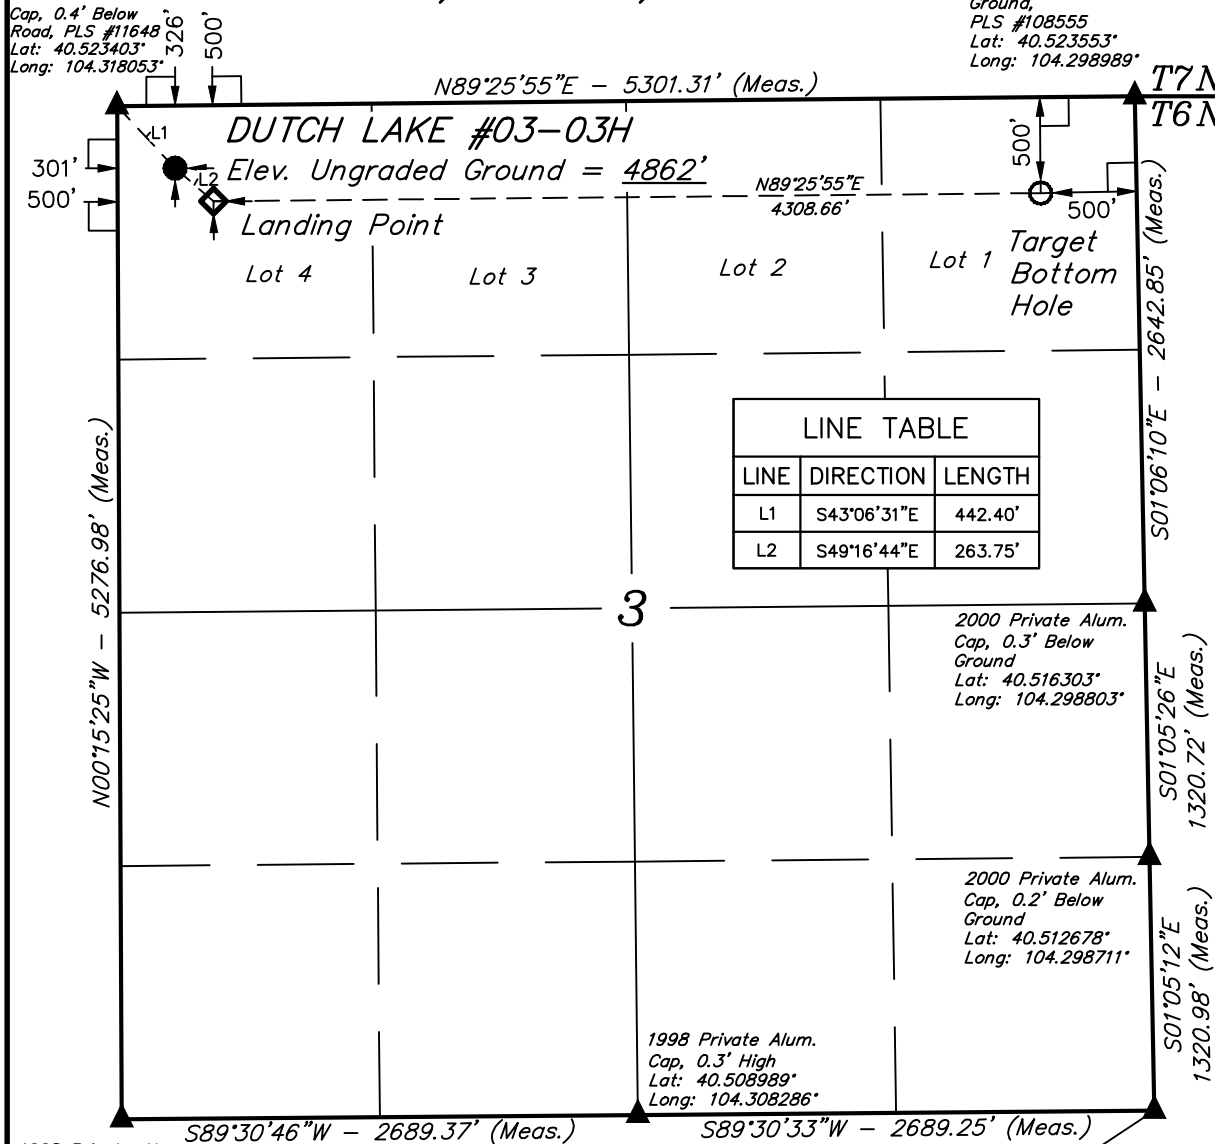 Cap, 0.4' Below
Road, PLS #11648
Lat: 40.523403°
Long: 104.318053°
326'
500'
Ground,
PLS #108555
Lat: 40.523553°
Long: 104.298989°
N89°25'55"E - 5301.31' (Meas.)
T7N
T6N
L1
DUTCH LAKE #03-03H
301'
Elev. Ungraded Ground = 4862'
500'
L2
500'
N89°25'55"E
4308.66'
500'
Landing Point
Lot 4
Lot 3
Lot 2
Lot 1
Target
Bottom
Hole
S01°06'10"E - 2642.85' (Meas.)
LINE TABLE
LINE DIRECTION LENGTH
L1 S43°06'31"E 442.40'
L2 S49°16'44"E 263.75'
N00°15'25"W - 5276.98' (Meas.)
3
2000 Private Alum.
Cap, 0.3' Below
Ground
Lat: 40.516303°
Long: 104.298803°
S01°05'26"E
1320.72' (Meas.)
2000 Private Alum.
Cap, 0.2' Below
Ground
Lat: 40.512678°
Long: 104.298711°
S01°05'12"E
1320.98' (Meas.)
1998 Private Alum.
Cap, 0.3' High
Lat: 40.508989°
Long: 104.308286°
S89°30'46"W - 2689.37' (Meas.)
S89°30'33"W - 2689.25' (Meas.)